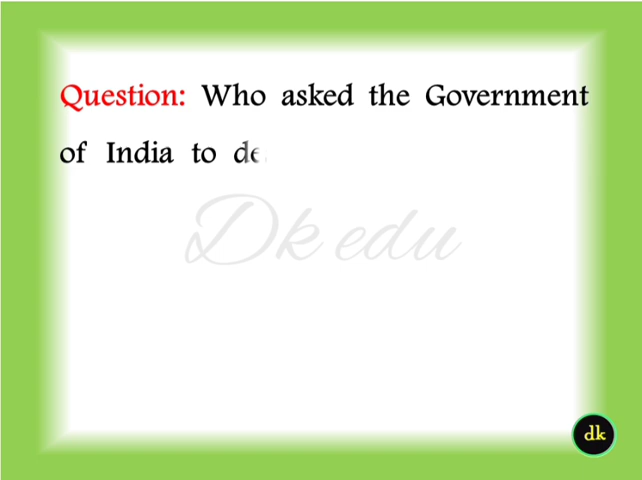 Question: Who asked the Government
of India to
Dk edu
dk